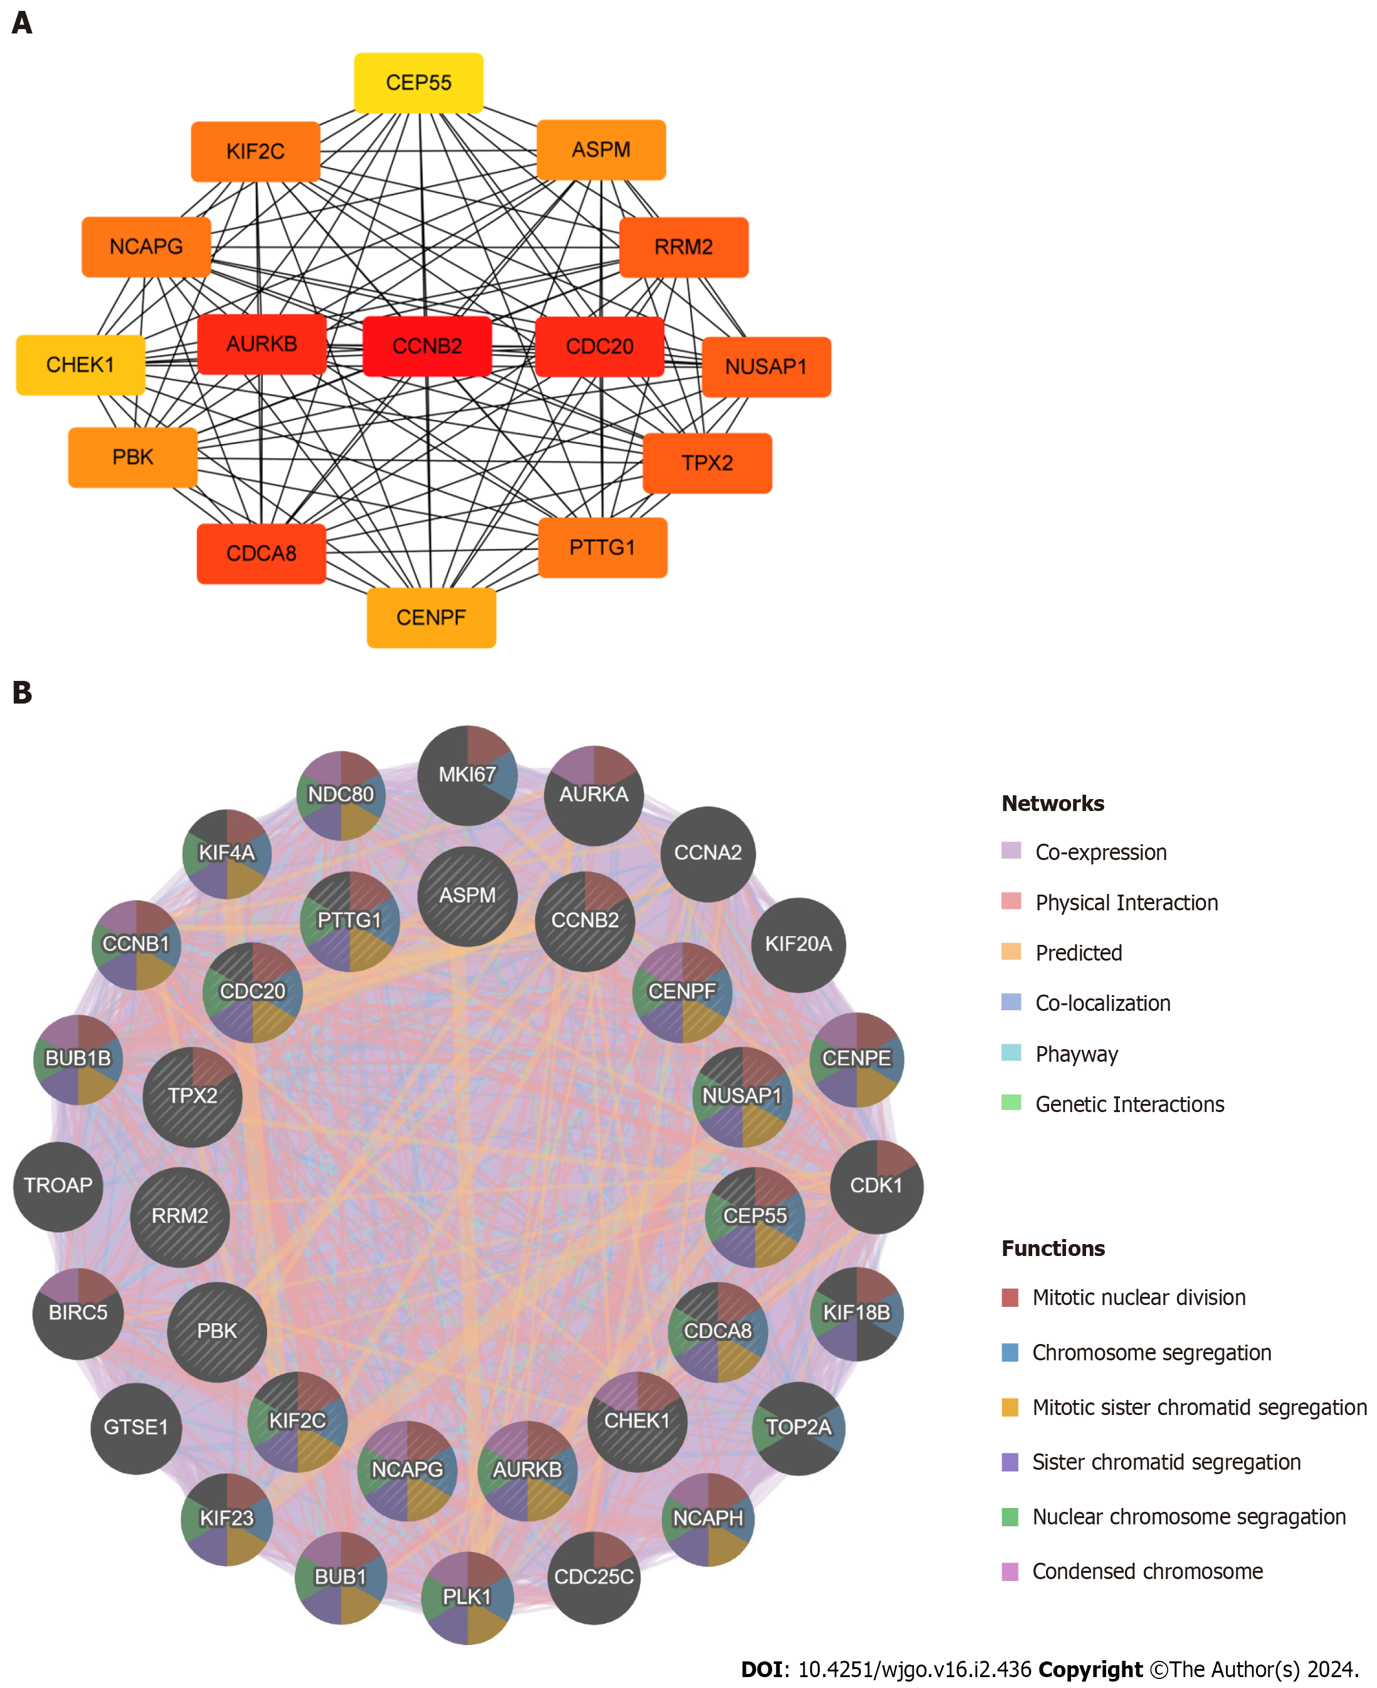 A
CEP55
KIF2C
ASPM
NCAPG
RRM2
AURKB
CCNB2
CDC20
CHEK1
NUSAP1
PBK
TPX2
CDCA8
PTTG1
CENPF
B
MKI67
NDC80
AURKA
KIF4A
CCNA2
ASPM
PTTG1
CCNB2
CCNB1
KIF20A
CDC20
CENPF
BUB1B
CENPE
TPX2
NUSAP1
TROAP
CDK1
RRM2
CEP55
BIRC5
KIF18B
PBK
CDCA8
GTSE1
KIF2C
CHEK1
TOP2A
NCAPG
AURKB
KIF23
NCAPH
BUB1
CDC25C
PLK1
Networks
Co-expression
Physical Interaction
Predicted
Co-localization
Phayway
Genetic Interactions
Functions
Mitotic nuclear division
Chromosome segregation
Mitotic sister chromatid segregation
Sister chromatid segregation
Nuclear chromosome segragation
Condensed chromosome
DOI: 10.4251/wjgo.v16.i2.436 Copyright ©The Author(s) 2024.